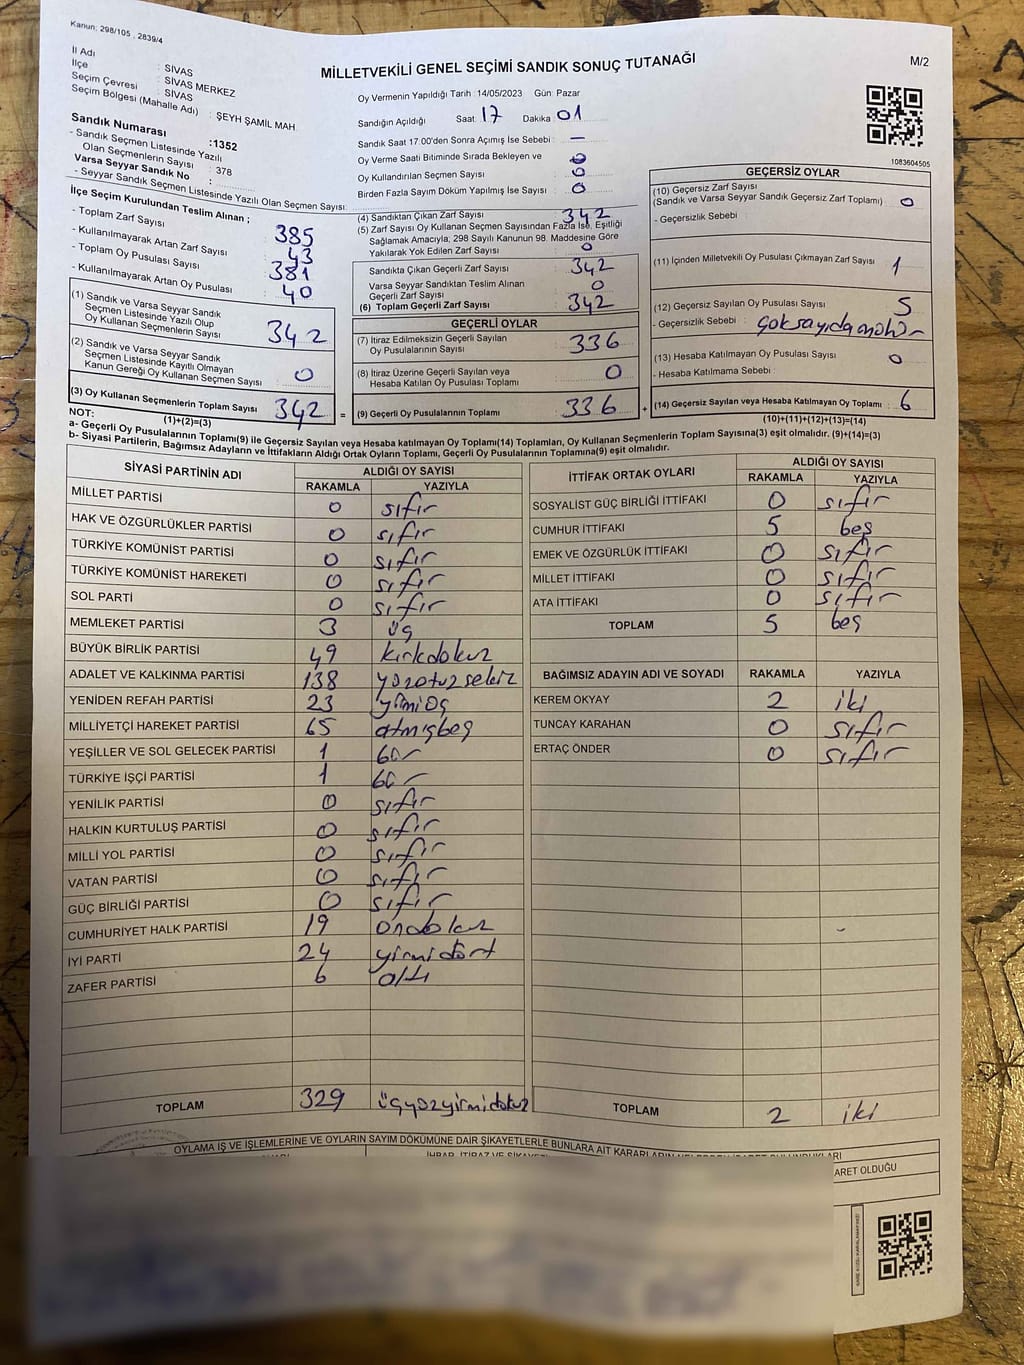 Kanun: 298/105 , 2839/4
MİLLETVEKİLİ GENEL SEÇİMİ SANDIK SONUÇ TUTANAĞI
M/2
İl Adı : SİVAS
İlçe : SİVAS MERKEZ
Seçim Çevresi : SİVAS
Seçim Bölgesi (Mahalle Adı) : ŞEYH ŞAMİL MAH.
Sandık Numarası :1352
- Sandık Seçmen Listesinde Yazılı
Olan Seçmenlerin Sayısı : 378
Varsa Seyyar Sandık No :
- Seyyar Sandık Seçmen Listesinde Yazılı Olan Seçmen Sayısı:
İlçe Seçim Kurulundan Teslim Alınan ;
- Toplam Zarf Sayısı : 385
- Kullanılmayarak Artan Zarf Sayısı : 43
- Toplam Oy Pusulası Sayısı : 381
- Kullanılmayarak Artan Oy Pusulası : 40
(1) Sandık ve Varsa Seyyar Sandık
Seçmen Listesinde Yazılı Olup
Oy Kullanan Seçmenlerin Sayısı : 342
(2) Sandık ve Varsa Seyyar Sandık
Seçmen Listesinde Kayıtlı Olmayan
Kanun Gereği Oy Kullanan Seçmen Sayısı : 0
(3) Oy Kullanan Seçmenlerin Toplam Sayısı 342 =
(1)+(2)=(3)
Oy Vermenin Yapıldığı Tarih : 14/05/2023 Gün: Pazar
Sandığın Açıldığı Saat: 17 Dakika : 01
Sandık Saat 17:00'den Sonra Açımış İse Sebebi : —
Oy Verme Saati Bitiminde Sırada Bekleyen ve : 0
Oy Kullandırılan Seçmen Sayısı : 0
Birden Fazla Sayım Döküm Yapılmış İse Sayısı : 0
(4) Sandıktan Çıkan Zarf Sayısı : 342
(5) Zarf Sayısı Oy Kullanan Seçmen Sayısından Fazla İse, Eşitliği
Sağlamak Amacıyla, 298 Sayılı Kanunun 98. Maddesine Göre
Yakılarak Yok Edilen Zarf Sayısı : 0
Sandıkta Çıkan Geçerli Zarf Sayısı : 342
Varsa Seyyar Sandıktan Teslim Alınan
Geçerli Zarf Sayısı : 0
(6) Toplam Geçerli Zarf Sayısı : 342
GEÇERLİ OYLAR
(7) İtiraz Edilmeksizin Geçerli Sayılan
Oy Pusulalarının Sayısı : 336
(8) İtiraz Üzerine Geçerli Sayılan veya
Hesaba Katılan Oy Pusulası Toplamı : 0
(9) Geçerli Oy Pusulalarının Toplamı : 336 +
1083604505
GEÇERSİZ OYLAR
(10) Geçersiz Zarf Sayısı
(Sandık ve Varsa Seyyar Sandık Geçersiz Zarf Toplamı) : 0
- Geçersizlik Sebebi :
(11) İçinden Milletvekili Oy Pusulası Çıkmayan Zarf Sayısı : 1
(12) Geçersiz Sayılan Oy Pusulası Sayısı : 5
- Geçersizlik Sebebi : Çok sayıda mühür
(13) Hesaba Katılmayan Oy Pusulası Sayısı : 0
- Hesaba Katılmama Sebebi :
(14) Geçersiz Sayılan veya Hesaba Katılmayan Oy Toplamı : 6
(10)+(11)+(12)+(13)=(14)
NOT:
a- Geçerli Oy Pusulalarının Toplamı(9) ile Geçersiz Sayılan veya Hesaba katılmayan Oy Toplamı(14) Toplamları, Oy Kullanan Seçmenlerin Toplam Sayısına(3) eşit olmalıdır. (9)+(14)=(3)
b- Siyasi Partilerin, Bağımsız Adayların ve İttifakların Aldığı Ortak Oyların Toplamı, Geçerli Oy Pusulalarının Toplamına(9) eşit olmalıdır.
SİYASİ PARTİNİN ADI ALDIĞI OY SAYISI
RAKAMLA YAZIYLA
MİLLET PARTİSİ 0 sıfır
HAK VE ÖZGÜRLÜKLER PARTİSİ 0 sıfır
TÜRKİYE KOMÜNİST PARTİSİ 0 sıfır
TÜRKİYE KOMÜNİST HAREKETİ 0 sıfır
SOL PARTİ 0 sıfır
MEMLEKET PARTİSİ 3 üç
BÜYÜK BİRLİK PARTİSİ 49 kırkdokuz
ADALET VE KALKINMA PARTİSİ 138 yüzotuzsekiz
YENİDEN REFAH PARTİSİ 23 yirmiüç
MİLLİYETÇİ HAREKET PARTİSİ 65 atmışbeş
YEŞİLLER VE SOL GELECEK PARTİSİ 1 bir
TÜRKİYE İŞÇİ PARTİSİ 1 bir
YENİLİK PARTİSİ 0 sıfır
HALKIN KURTULUŞ PARTİSİ 0 sıfır
MİLLİ YOL PARTİSİ 0 sıfır
VATAN PARTİSİ 0 sıfır
GÜÇ BİRLİĞİ PARTİSİ 0 sıfır
CUMHURİYET HALK PARTİSİ 19 ondokuz
İYİ PARTİ 24 yirmidört
ZAFER PARTİSİ 6 altı
TOPLAM 329 üçyüzyirmidokuz
İTTİFAK ORTAK OYLARI ALDIĞI OY SAYISI
RAKAMLA YAZIYLA
SOSYALİST GÜÇ BİRLİĞİ İTTİFAKI 0 sıfır
CUMHUR İTTİFAKI 5 beş
EMEK VE ÖZGÜRLÜK İTTİFAKI 0 sıfır
MİLLET İTTİFAKI 0 sıfır
ATA İTTİFAKI 0 sıfır
TOPLAM 5 beş
BAĞIMSIZ ADAYIN ADI VE SOYADI RAKAMLA YAZIYLA
KEREM OKYAY 2 iki
TUNCAY KARAHAN 0 sıfır
ERTAÇ ÖNDER 0 sıfır
TOPLAM 2 iki
OYLAMA İŞ VE İŞLEMLERİNE VE OYLARIN SAYIM DÖKÜMÜNE DAİR ŞİKAYETLERLE BUNLARA AİT KARARLARIN
ARET OLDUĞU